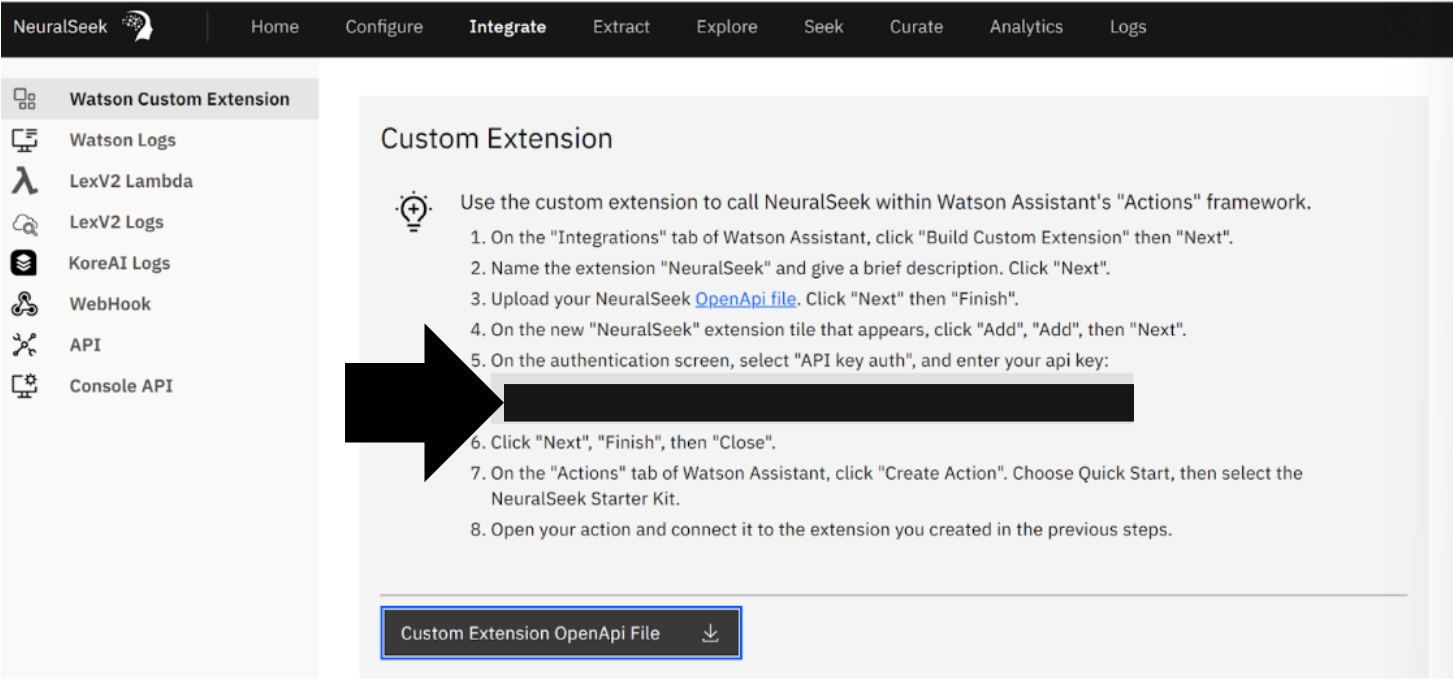 NeuralSeek
Home
Configure
Integrate
Extract
Explore
Seek
Curate
Analytics
Logs
Watson Custom Extension
Watson Logs
LexV2 Lambda
LexV2 Logs
KoreAI Logs
WebHook
API
Console API
Custom Extension
Use the custom extension to call NeuralSeek within Watson Assistant's "Actions" framework.
1. On the "Integrations" tab of Watson Assistant, click "Build Custom Extension" then "Next".
2. Name the extension "NeuralSeek" and give a brief description. Click "Next".
3. Upload your NeuralSeek OpenApi file. Click "Next" then "Finish".
4. On the new "NeuralSeek" extension tile that appears, click "Add", "Add", then "Next".
5. On the authentication screen, select "API key auth", and enter your api key:
6. Click "Next", "Finish", then "Close".
7. On the "Actions" tab of Watson Assistant, click "Create Action". Choose Quick Start, then select the
NeuralSeek Starter Kit.
8. Open your action and connect it to the extension you created in the previous steps.
Custom Extension OpenApi File